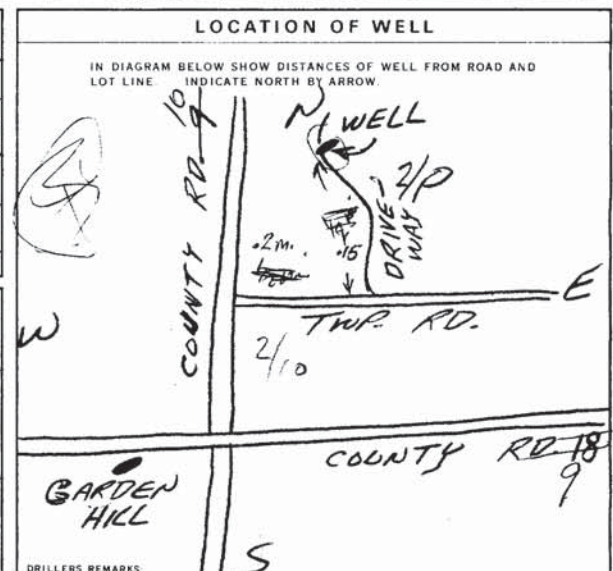 LOCATION OF WELL
IN DIAGRAM BELOW SHOW DISTANCES OF WELL FROM ROAD AND
LOT LINE. INDICATE NORTH BY ARROW.
N
WELL
COUNTY RD. 9
10
DRIVE-
WAY
.2m.
.15
E
TWP. RD.
W
2/10
COUNTY RD 18
9
GARDEN
HILL
S
DRILLERS REMARKS: